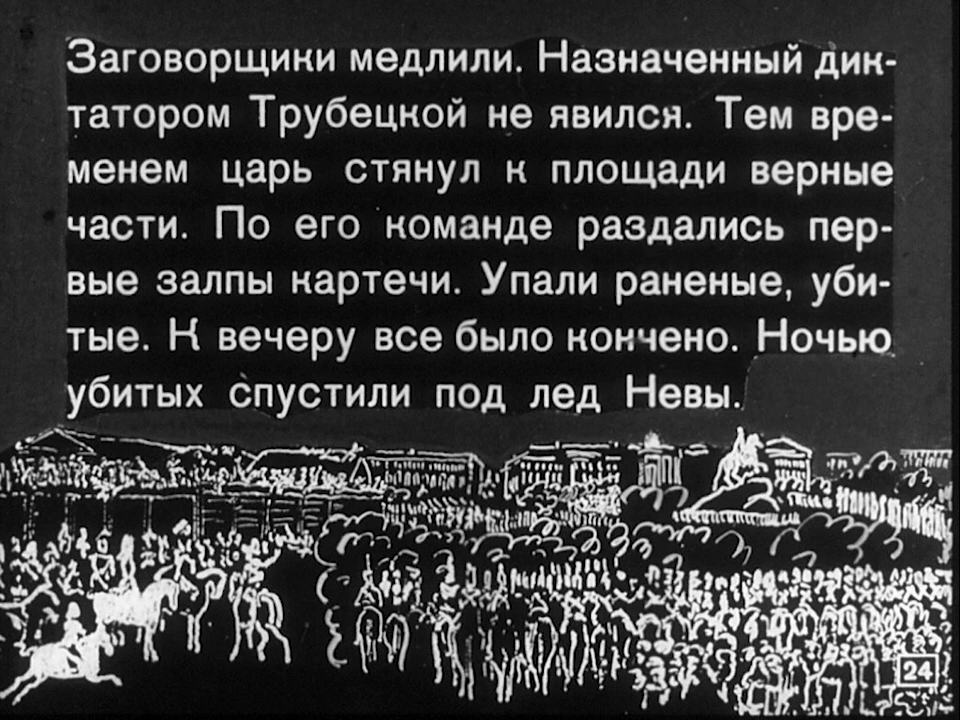 Заговорщики медлили. Назначенный дик-
татором Трубецкой не явился. Тем вре-
менем царь стянул к площади верные
части. По его команде раздались пер-
вые залпы картечи. Упали раненые, уби-
тые. К вечеру все было кончено. Ночью
убитых спустили под лед Невы.
24